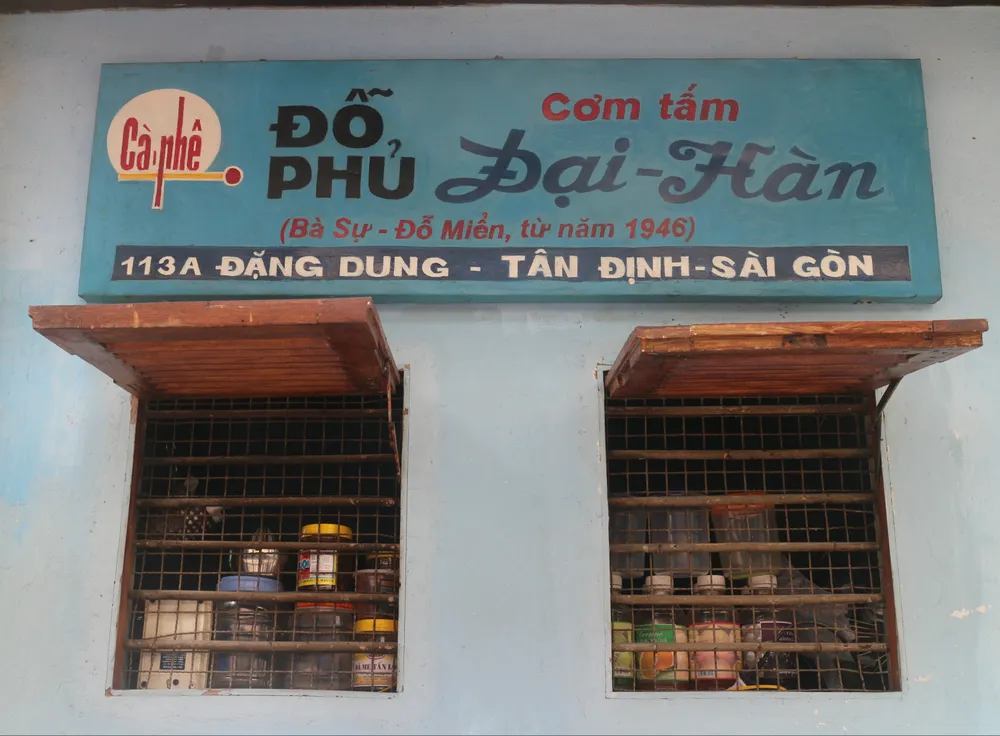 Cà phê
ĐỖ PHỦ
Cơm tấm
Đại-Hàn
(Bà Sự - Đỗ Miển, từ năm 1946)
113A ĐẶNG DUNG - TÂN ĐỊNH-SÀI GÒN